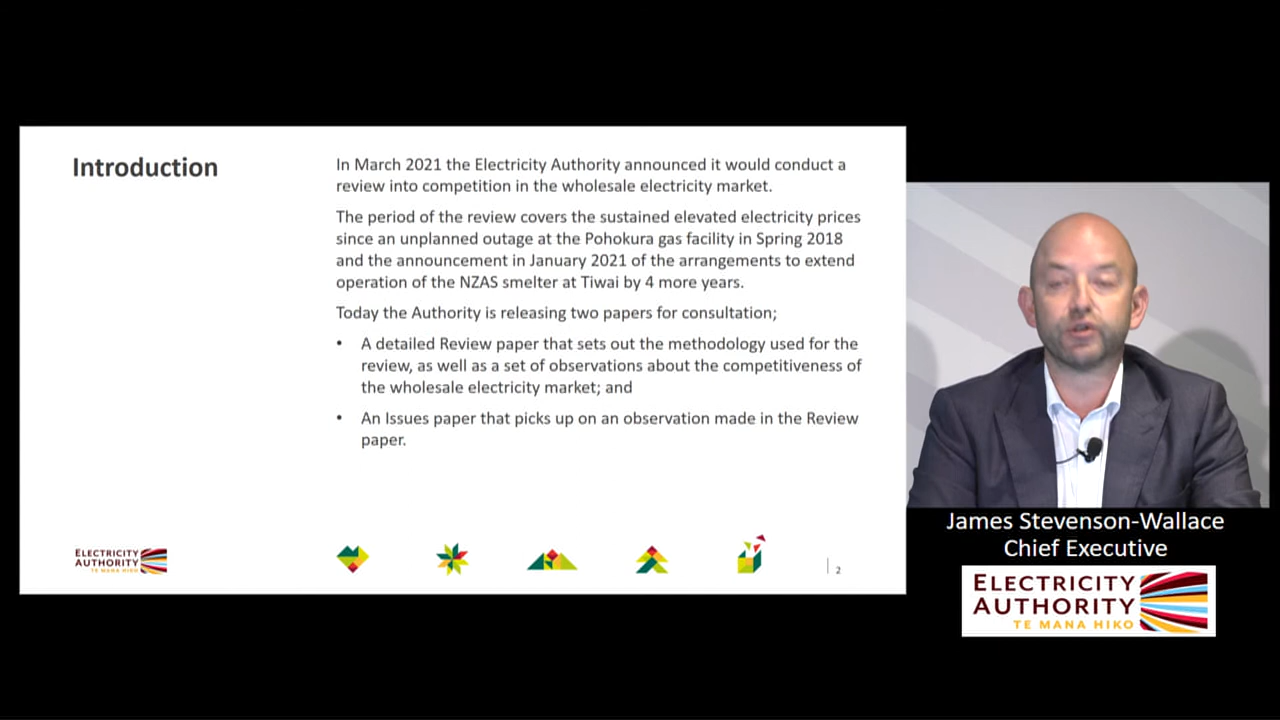 Introduction
In March 2021 the Electricity Authority announced it would conduct a
review into competition in the wholesale electricity market.
The period of the review covers the sustained elevated electricity prices
since an unplanned outage at the Pohokura gas facility in Spring 2018
and the announcement in January 2021 of the arrangements to extend
operation of the NZAS smelter at Tiwai by 4 more years.
Today the Authority is releasing two papers for consultation;
• A detailed Review paper that sets out the methodology used for the
review, as well as a set of observations about the competitiveness of
the wholesale electricity market; and
• An Issues paper that picks up on an observation made in the Review
paper.
ELECTRICITY
AUTHORITY
TE MANA HIKO
2
James Stevenson-Wallace
Chief Executive
ELECTRICITY
AUTHORITY
TE MANA HIKO